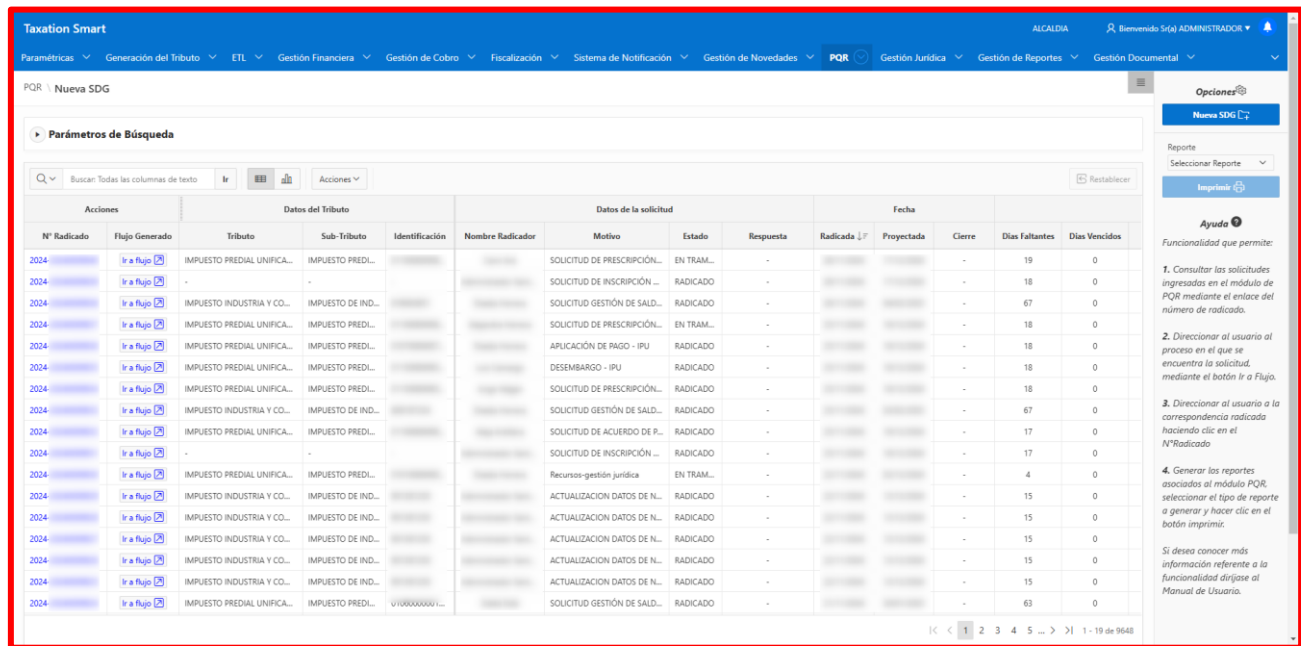 Taxation Smart
ALCALDIA
Bienvenido Sr(a) ADMINISTRADOR
Paramétricas Generación del Tributo ETL Gestión Financiera Gestión de Cobro Fiscalización Sistema de Notificación Gestión de Novedades PQR Gestión Jurídica Gestión de Reportes Gestión Documental
PQR \ Nueva SDG
Parámetros de Búsqueda
Buscar: Todas las columnas de texto Ir Acciones Restablecer
Acciones Datos del Tributo Datos de la solicitud Fecha
N° Radicado Flujo Generado Tributo Sub-Tributo Identificación Nombre Radicador Motivo Estado Respuesta Radicada Proyectada Cierre Dias Faltantes Dias Vencidos
2024- Ir a flujo IMPUESTO PREDIAL UNIFICA... IMPUESTO PREDI... SOLICITUD DE PRESCRIPCIÓN... EN TRAM... - - 19 0
2024- Ir a flujo - - SOLICITUD DE INSCRIPCIÓN ... RADICADO - - 18 0
2024- Ir a flujo IMPUESTO INDUSTRIA Y CO... IMPUESTO DE IND... SOLICITUD GESTIÓN DE SALD... RADICADO - - 67 0
2024- Ir a flujo IMPUESTO PREDIAL UNIFICA... IMPUESTO PREDI... SOLICITUD DE PRESCRIPCIÓN... EN TRAM... - - 18 0
2024- Ir a flujo IMPUESTO PREDIAL UNIFICA... IMPUESTO PREDI... APLICACIÓN DE PAGO - IPU RADICADO - - 18 0
2024- Ir a flujo IMPUESTO PREDIAL UNIFICA... IMPUESTO PREDI... DESEMBARGO - IPU RADICADO - - 18 0
2024- Ir a flujo IMPUESTO PREDIAL UNIFICA... IMPUESTO PREDI... SOLICITUD DE PRESCRIPCIÓN... RADICADO - - 18 0
2024- Ir a flujo IMPUESTO INDUSTRIA Y CO... IMPUESTO DE IND... SOLICITUD GESTIÓN DE SALD... RADICADO - - 67 0
2024- Ir a flujo IMPUESTO PREDIAL UNIFICA... IMPUESTO PREDI... SOLICITUD DE ACUERDO DE P... RADICADO - - 17 0
2024- Ir a flujo - - SOLICITUD DE INSCRIPCIÓN ... RADICADO - - 17 0
2024- Ir a flujo IMPUESTO PREDIAL UNIFICA... IMPUESTO PREDI... Recursos-gestión jurídica EN TRAM... - - 4 0
2024- Ir a flujo IMPUESTO INDUSTRIA Y CO... IMPUESTO DE IND... ACTUALIZACION DATOS DE N... RADICADO - - 15 0
2024- Ir a flujo IMPUESTO INDUSTRIA Y CO... IMPUESTO DE IND... ACTUALIZACION DATOS DE N... RADICADO - - 15 0
2024- Ir a flujo IMPUESTO INDUSTRIA Y CO... IMPUESTO DE IND... ACTUALIZACION DATOS DE N... RADICADO - - 15 0
2024- Ir a flujo IMPUESTO INDUSTRIA Y CO... IMPUESTO DE IND... ACTUALIZACION DATOS DE N... RADICADO - - 15 0
2024- Ir a flujo IMPUESTO INDUSTRIA Y CO... IMPUESTO DE IND... ACTUALIZACION DATOS DE N... RADICADO - - 15 0
2024- Ir a flujo IMPUESTO PREDIAL UNIFICA... IMPUESTO PREDI... SOLICITUD GESTIÓN DE SALD... RADICADO - - 63 0
1 2 3 4 5 ... 1 - 19 de 9648
Opciones
Nueva SDG
Reporte
Seleccionar Reporte
Imprimir
Ayuda
Funcionalidad que permite:
1. Consultar las solicitudes
ingresadas en el módulo de
PQR mediante el enlace del
número de radicado.
2. Direccionar al usuario al
proceso en el que se
encuentra la solicitud,
mediante el botón Ir a Flujo.
3. Direccionar al usuario a la
correspondencia radicada
haciendo clic en el
N°Radicado
4. Generar los reportes
asociados al módulo PQR,
seleccionar el tipo de reporte
a generar y hacer clic en el
botón imprimir.
Si desea conocer más
información referente a la
funcionalidad diríjase al
Manual de Usuario.